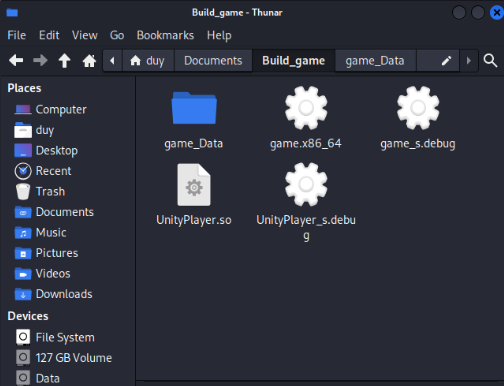 Build_game - Thunar
File Edit View Go Bookmarks Help
duy Documents Build_game game_Data
Places
Computer
duy
Desktop
Recent
Trash
Documents
Music
Pictures
Videos
Downloads
Devices
File System
127 GB Volume
Data
game_Data game.x86_64 game_s.debug
UnityPlayer.so UnityPlayer_s.debu
g